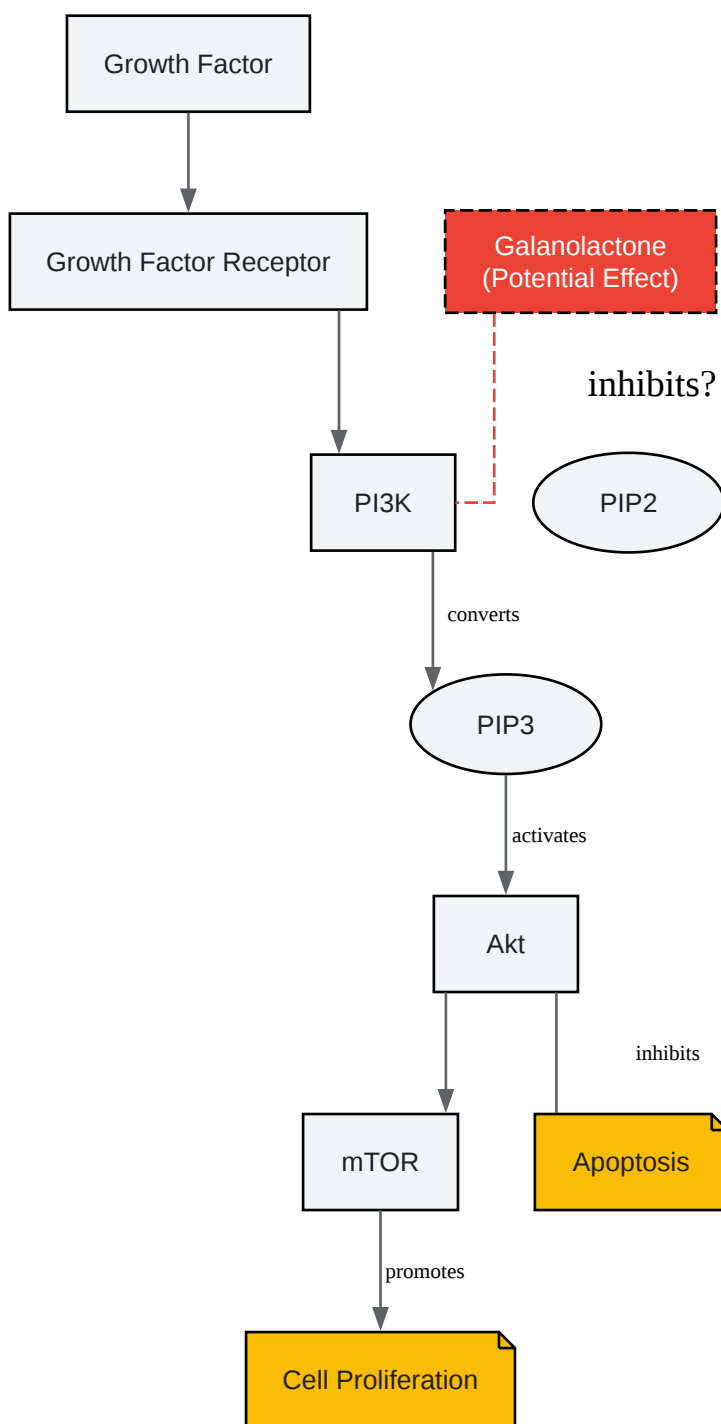 Growth Factor
Growth Factor Receptor
Galanolactone
(Potential Effect)
inhibits?
PI3K
PIP2
converts
PIP3
activates
Akt
inhibits
mTOR
Apoptosis
promotes
Cell Proliferation